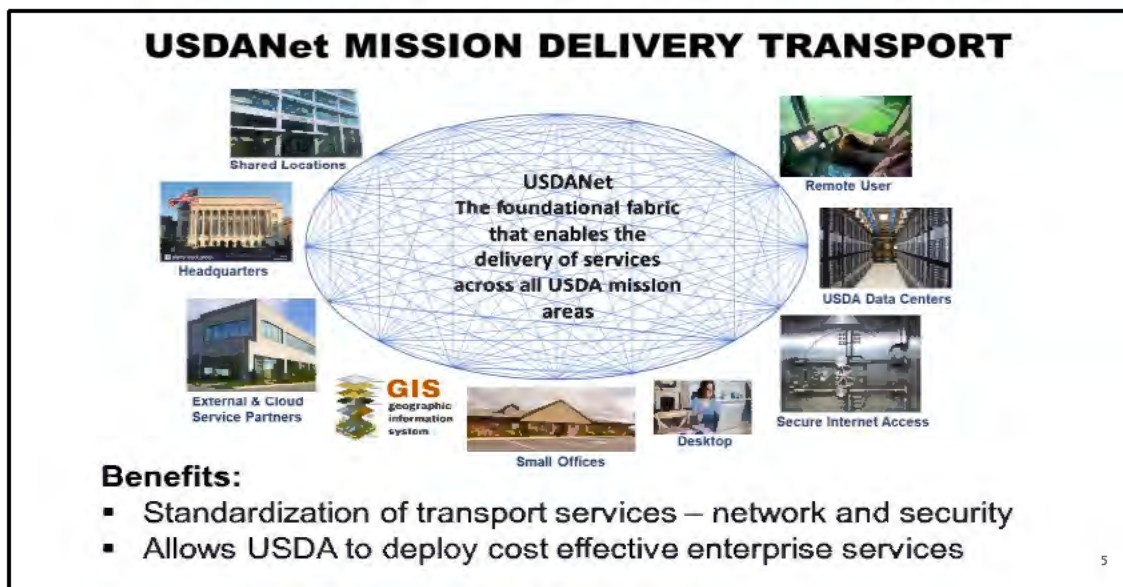 USDANet MISSION DELIVERY TRANSPORT
Shared Locations
Headquarters
External & Cloud
Service Partners
GIS
geographic
information
system
Small Offices
Desktop
Secure Internet Access
USDA Data Centers
Remote User
USDANet
The foundational fabric
that enables the
delivery of services
across all USDA mission
areas
Benefits:
▪ Standardization of transport services – network and security
▪ Allows USDA to deploy cost effective enterprise services
5